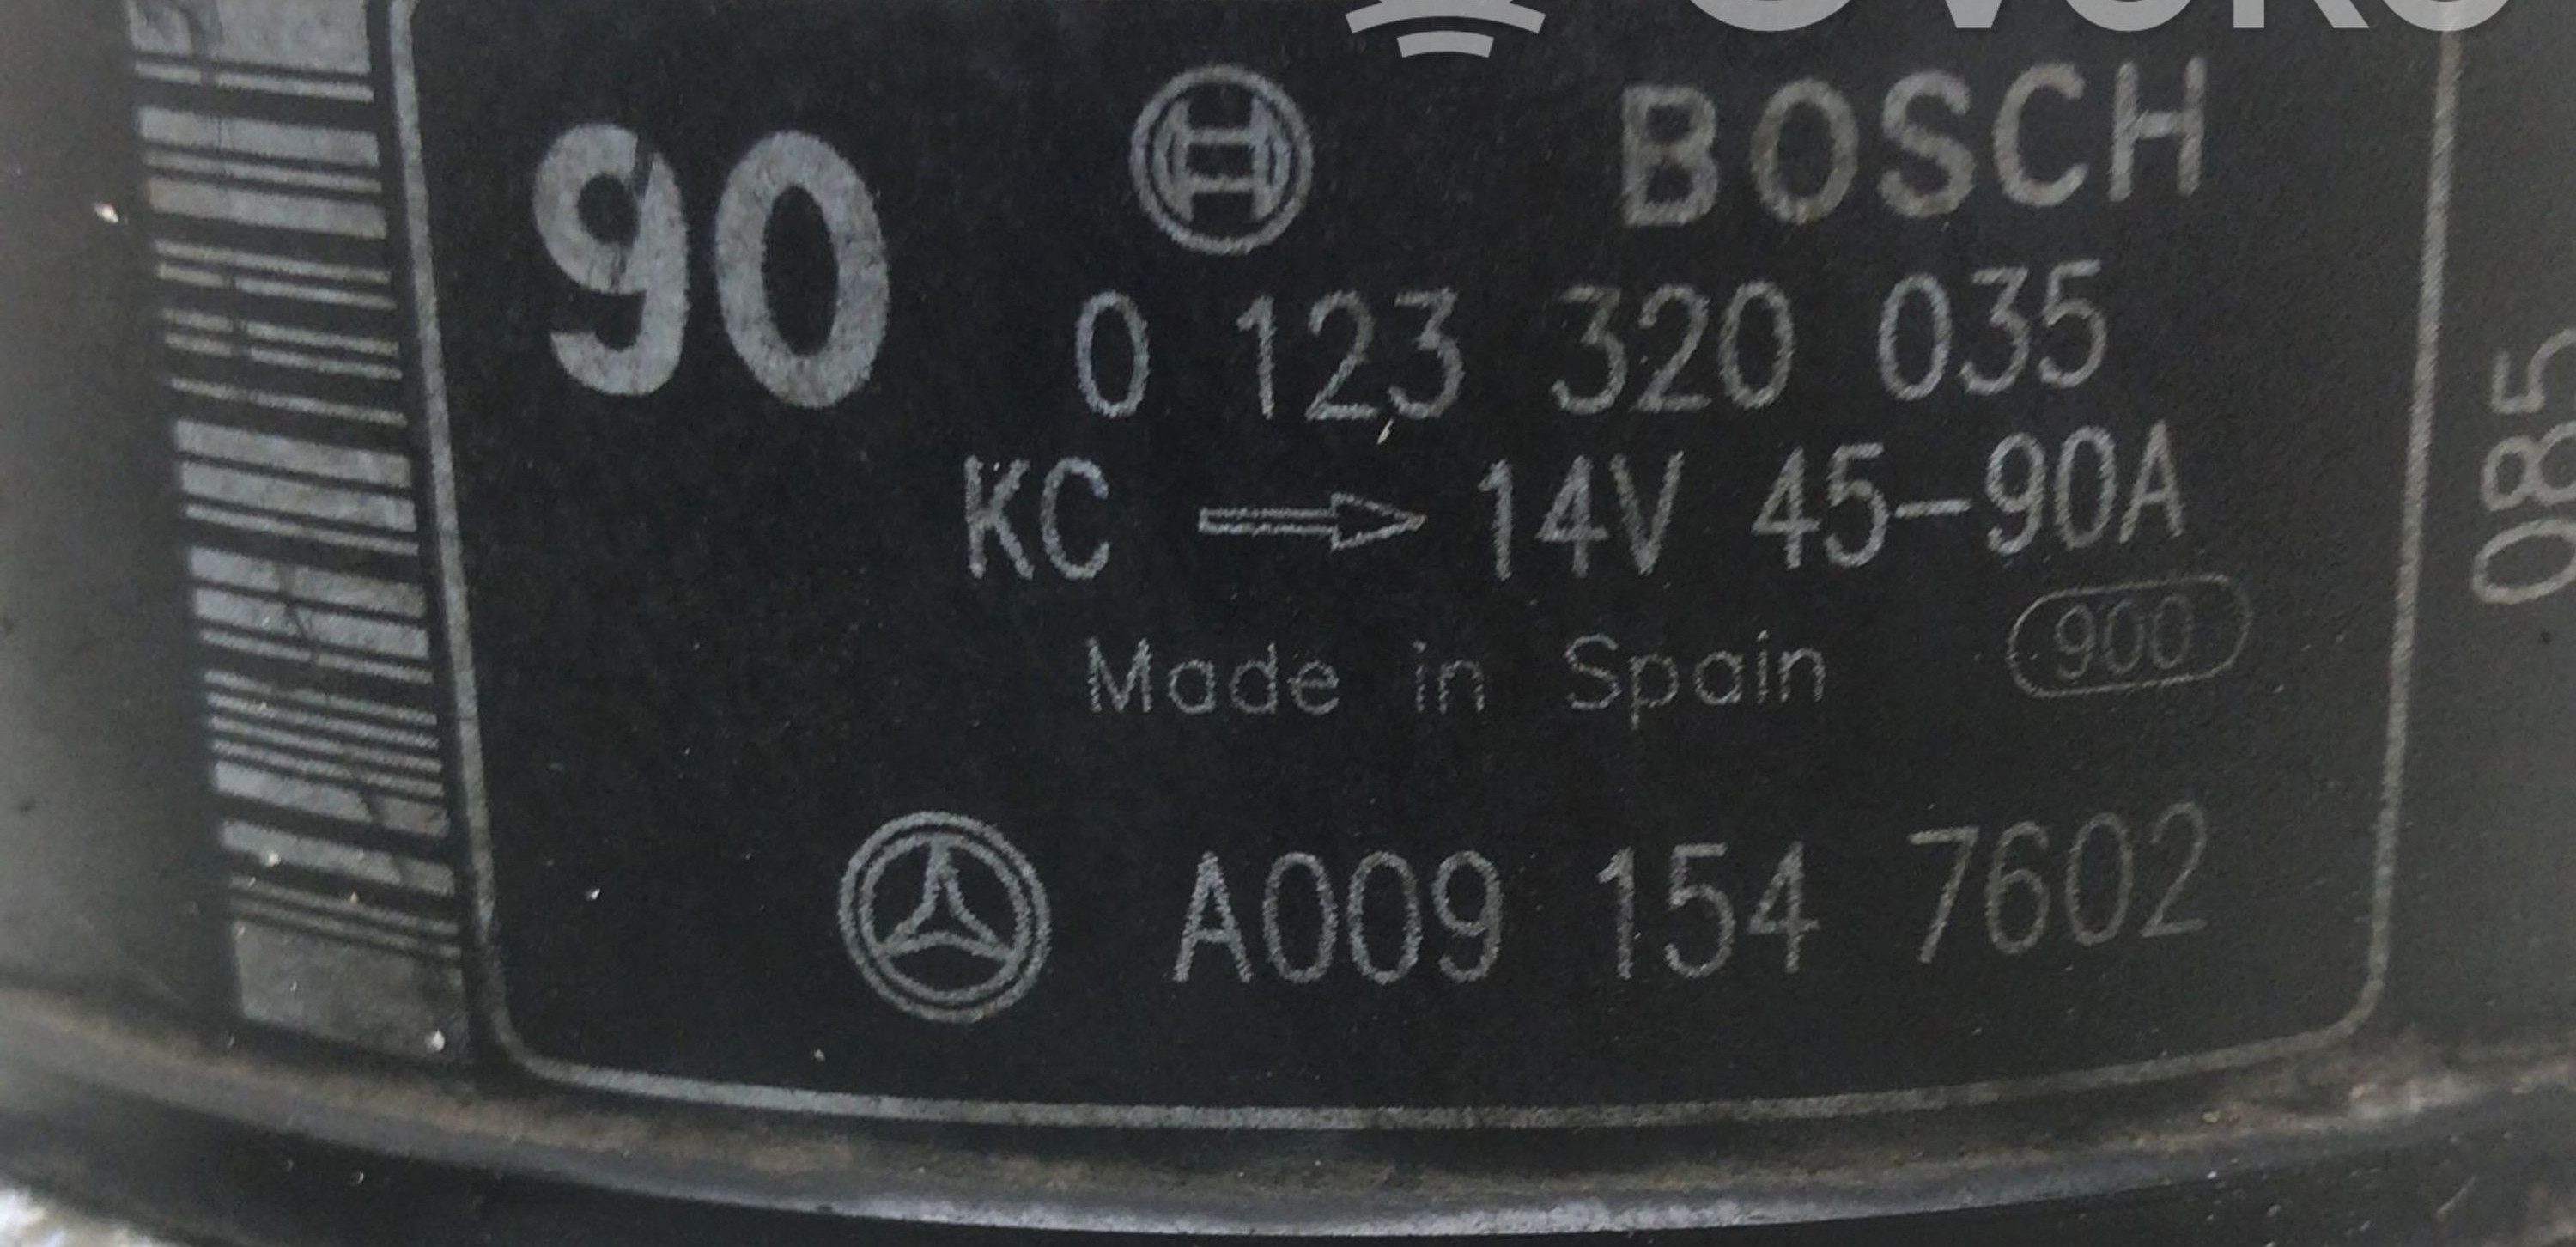 90
BOSCH
0 123 320 035
KC → 14V 45-90A
Made in Spain
900
A009 154 7602
085